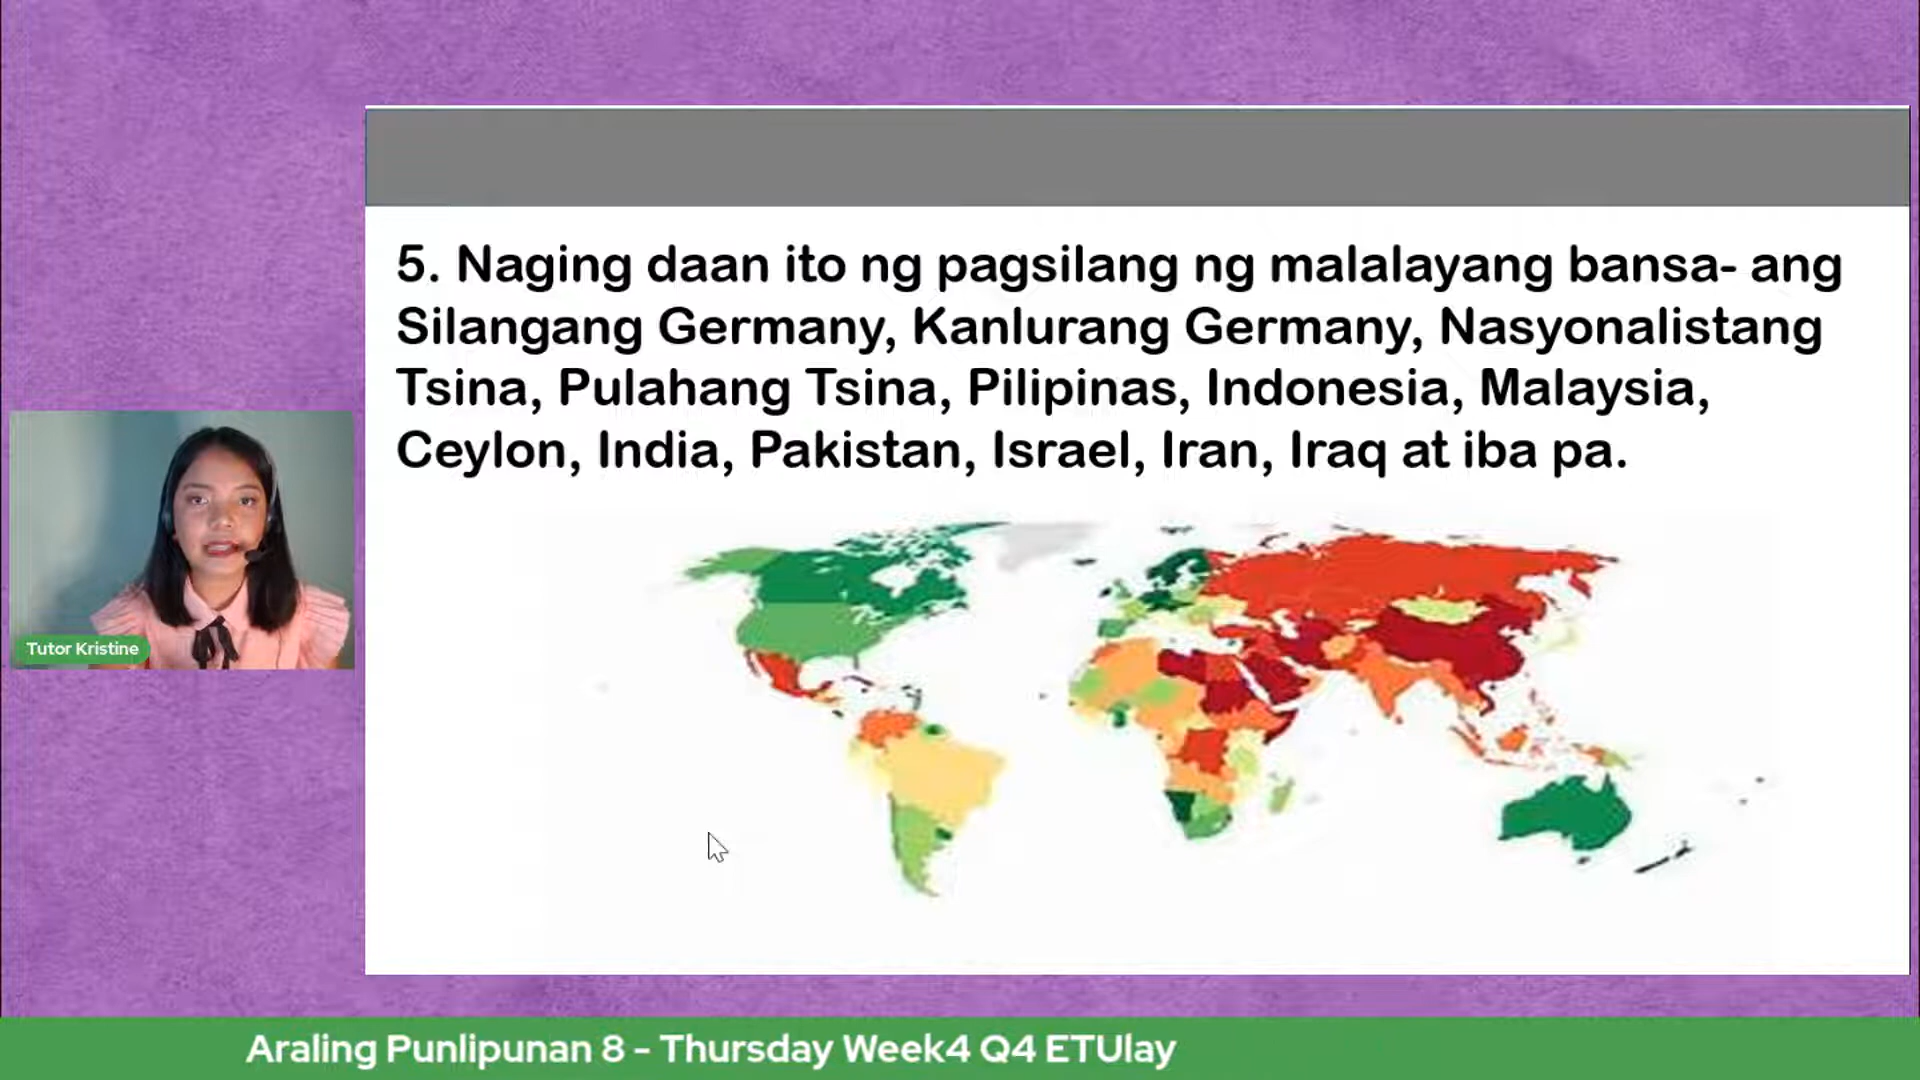 5. Naging daan ito ng pagsilang ng malalayang bansa- ang
Silangang Germany, Kanlurang Germany, Nasyonalistang
Tsina, Pulahang Tsina, Pilipinas, Indonesia, Malaysia,
Ceylon, India, Pakistan, Israel, Iran, Iraq at iba pa.
Tutor Kristine
Araling Punlipunan 8 - Thursday Week4 Q4 ETUlay